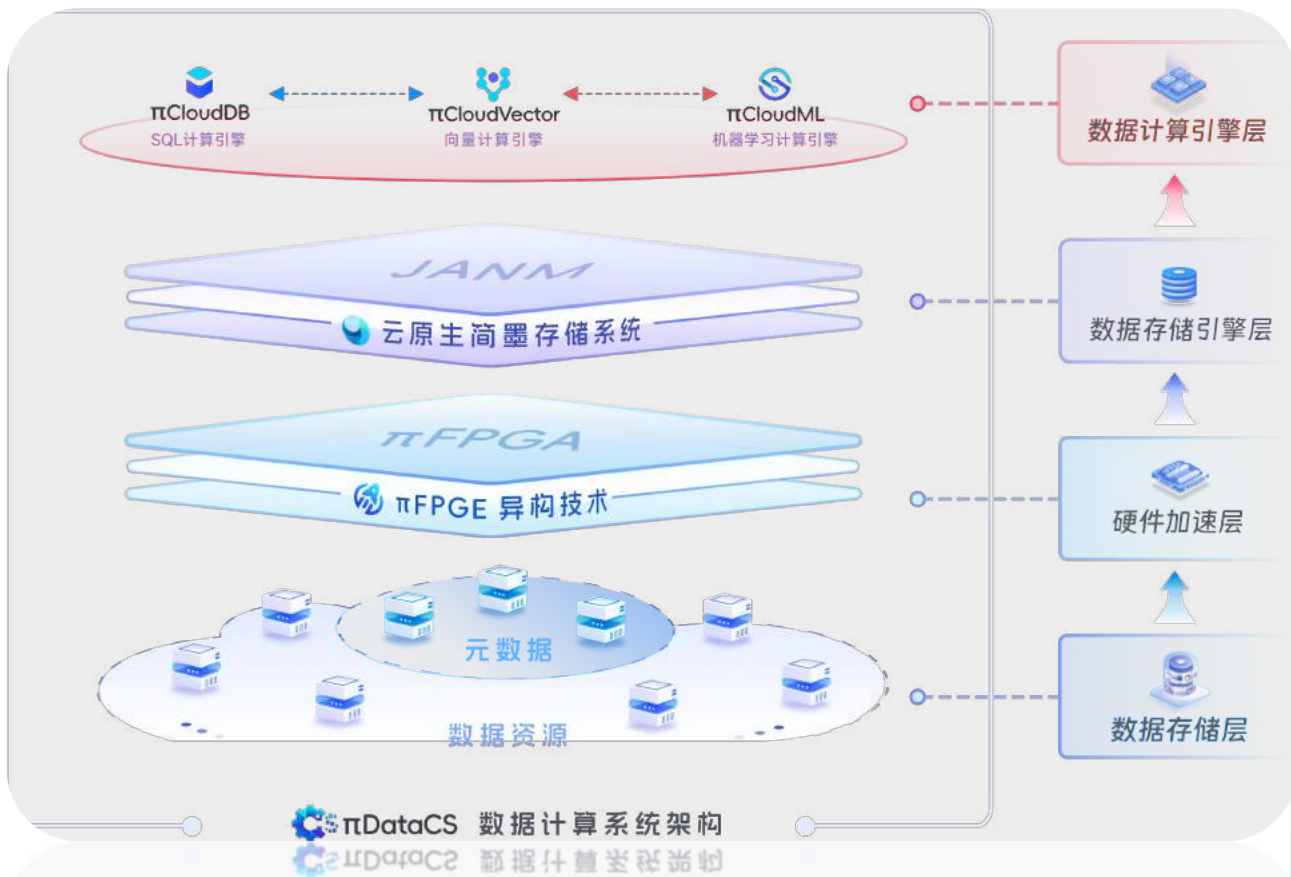 πCloudDB
SQL计算引擎
πCloudVector
向量计算引擎
πCloudML
机器学习计算引擎
数据计算引擎层
JANM
云原生简墨存储系统
数据存储引擎层
πFPGA
πFPGE 异构技术
硬件加速层
元数据
数据资源
数据存储层
πDataCS 数据计算系统架构